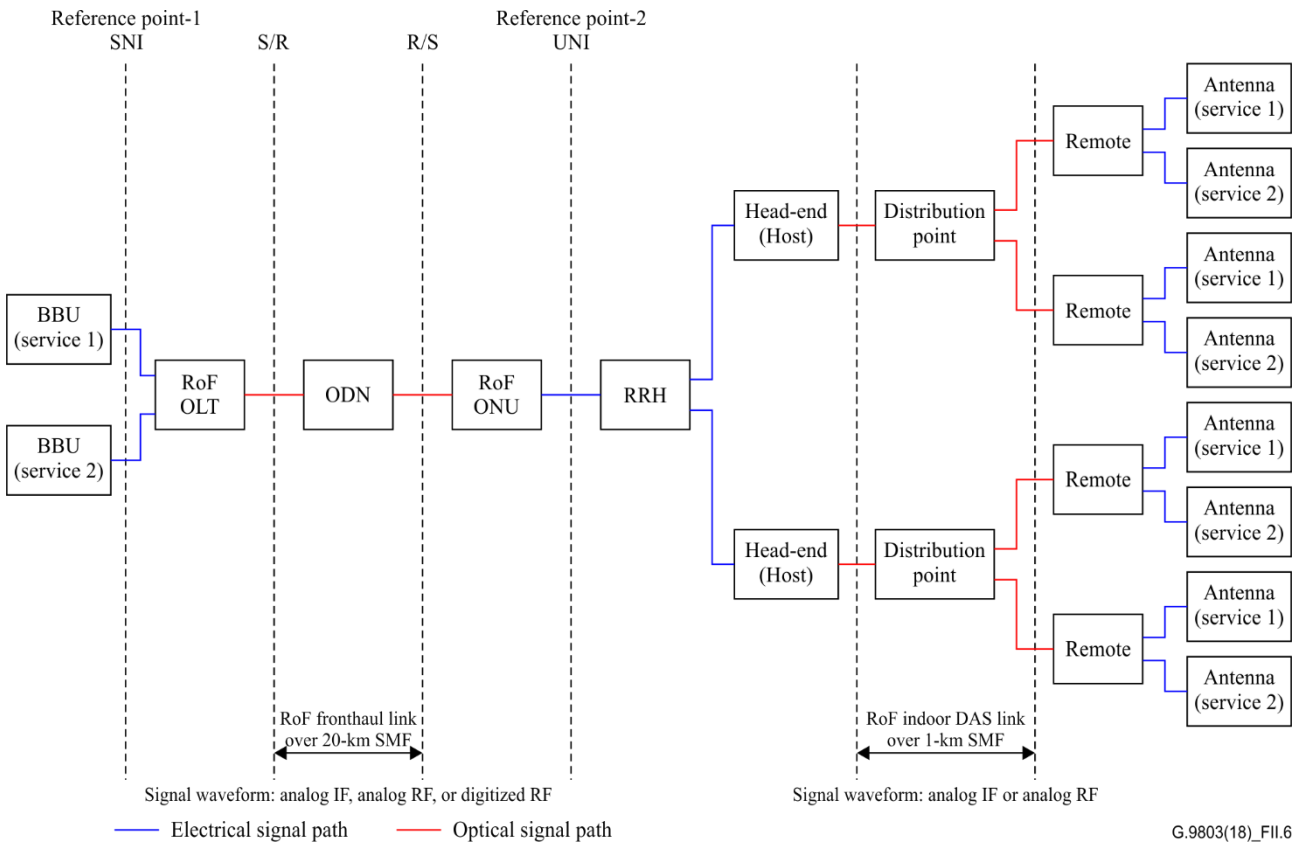 Reference point-1
SNI
S/R
R/S
Reference point-2
UNI
BBU
(service 1)
BBU
(service 2)
RoF
OLT
ODN
RoF
ONU
RRH
Head-end
(Host)
Distribution
point
Remote
Antenna
(service 1)
Antenna
(service 2)
Remote
Antenna
(service 1)
Antenna
(service 2)
Head-end
(Host)
Distribution
point
Remote
Antenna
(service 1)
Antenna
(service 2)
Remote
Antenna
(service 1)
Antenna
(service 2)
RoF fronthaul link
over 20-km SMF
RoF indoor DAS link
over 1-km SMF
Signal waveform: analog IF, analog RF, or digitized RF
Signal waveform: analog IF or analog RF
Electrical signal path
Optical signal path
G.9803(18)_FII.6